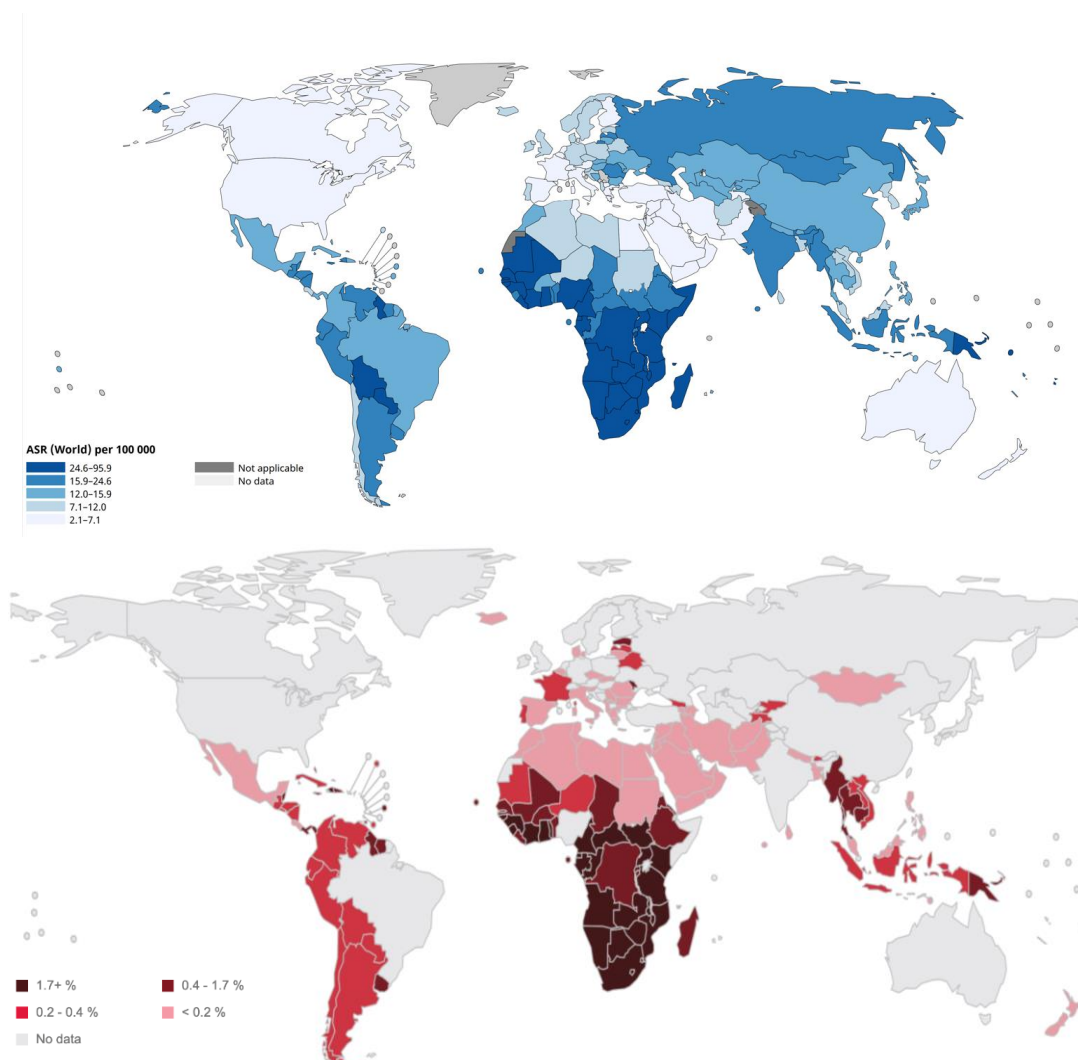 ASR (World) per 100 000
24.6–95.9
15.9–24.6
12.0–15.9
7.1–12.0
2.1–7.1
Not applicable
No data
1.7+ %
0.4 - 1.7 %
0.2 - 0.4 %
< 0.2 %
No data